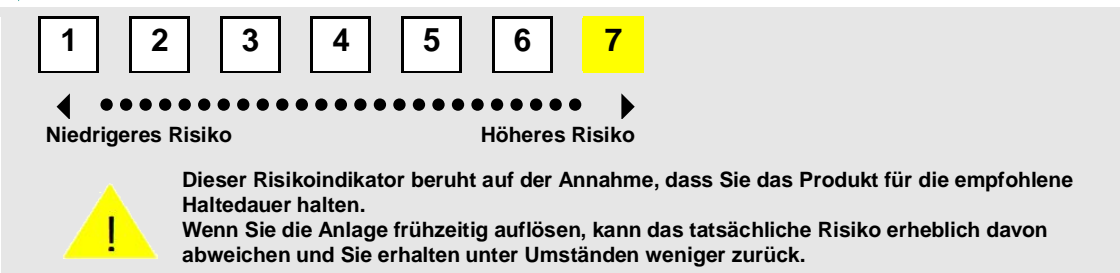 1 2 3 4 5 6 7
Niedrigeres Risiko Höheres Risiko
Dieser Risikoindikator beruht auf der Annahme, dass Sie das Produkt für die empfohlene
Haltedauer halten.
!
Wenn Sie die Anlage frühzeitig auflösen, kann das tatsächliche Risiko erheblich davon
abweichen und Sie erhalten unter Umständen weniger zurück.